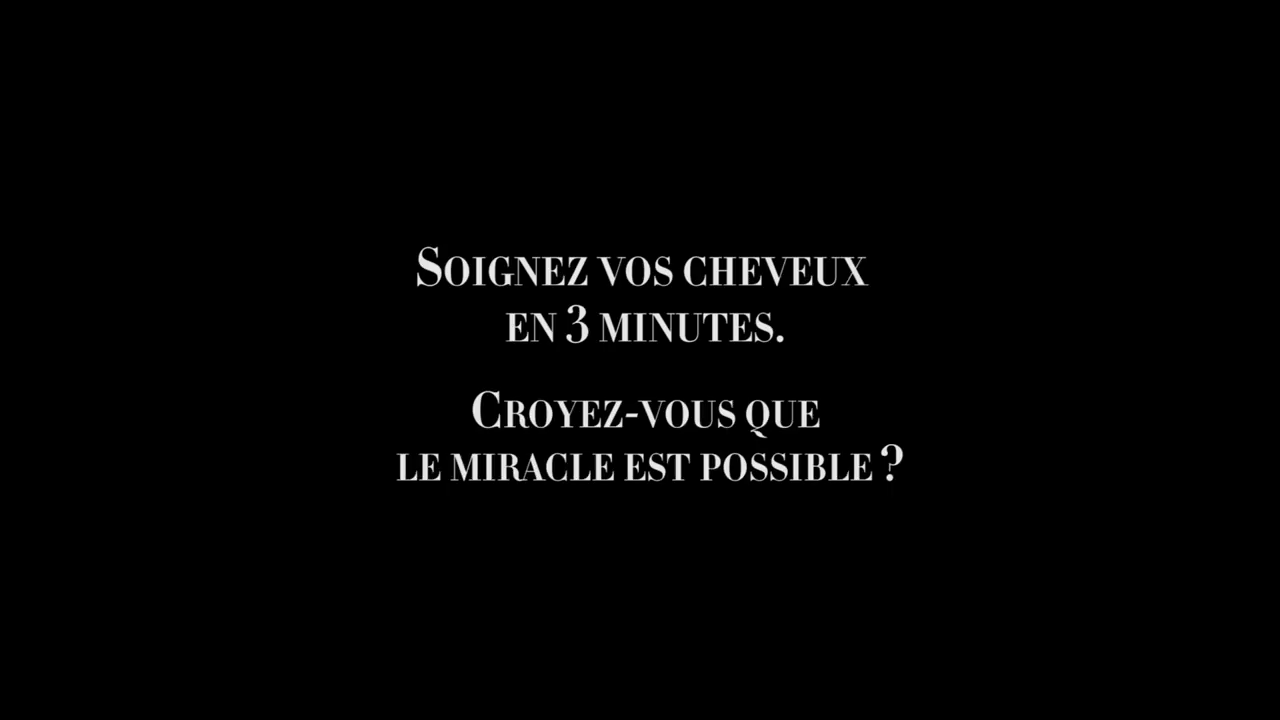 Soignez vos cheveux
en 3 minutes.
Croyez-vous que
le miracle est possible ?